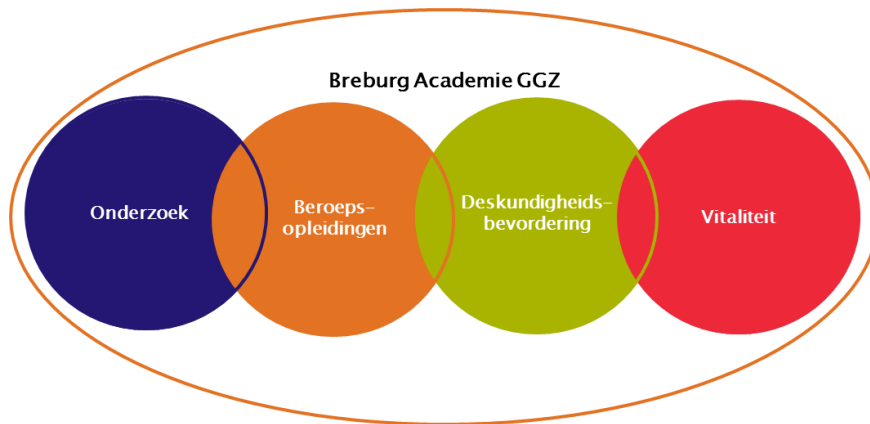 Breburg Academie GGZ
Onderzoek
Beroeps-
opleidingen
Deskundigheids-
bevordering
Vitaliteit